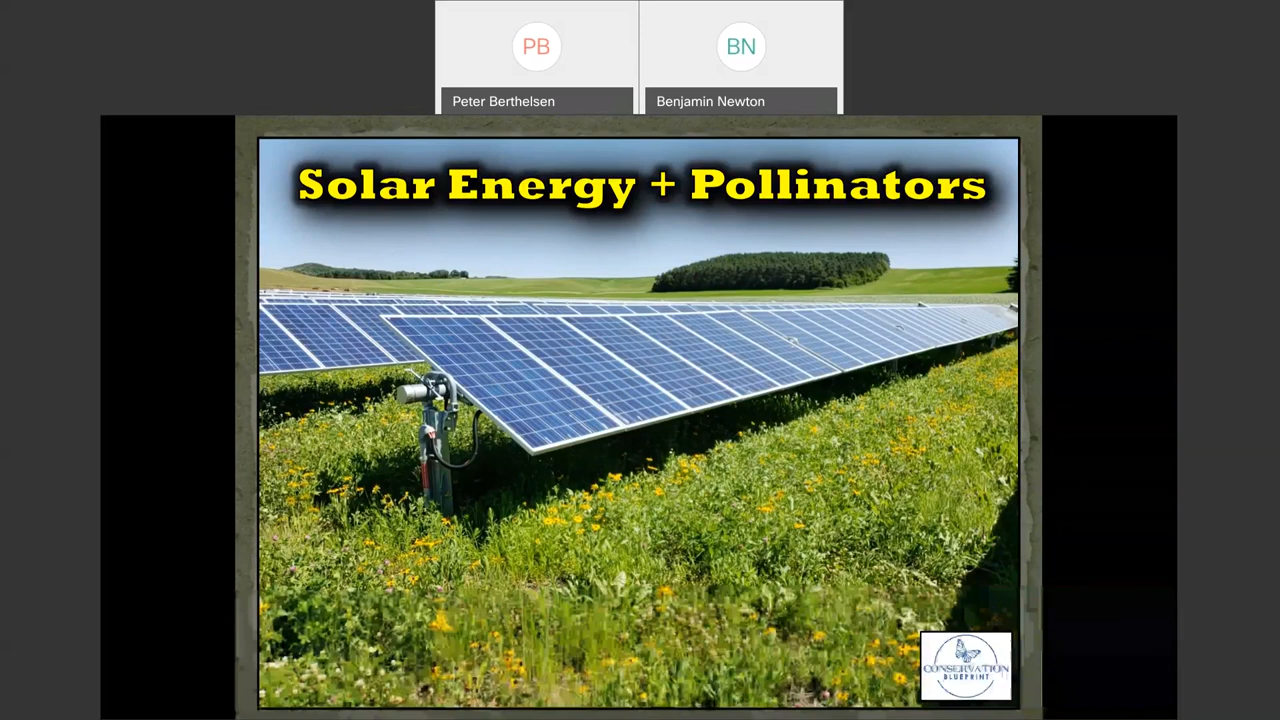 PB
BN
Peter Berthelsen
Benjamin Newton
Solar Energy + Pollinators
CONSERVATION
BLUEPRINT